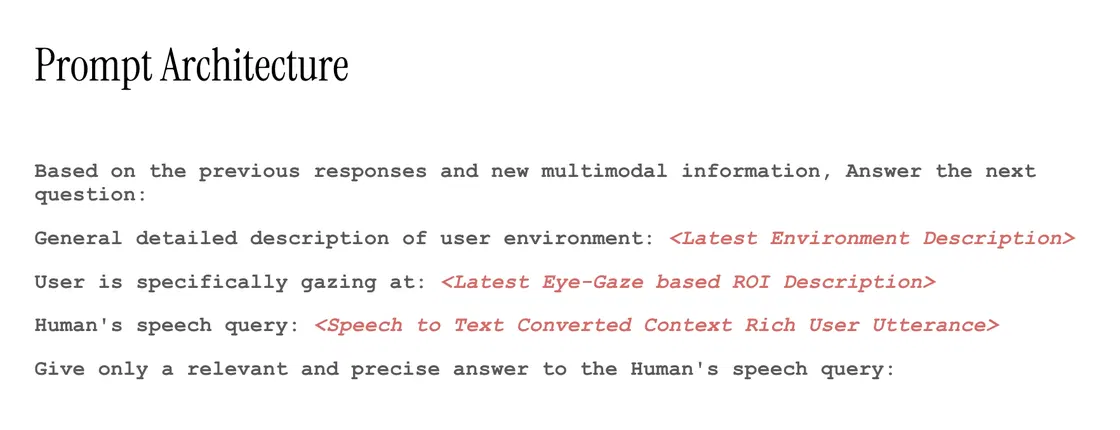 Prompt Architecture
Based on the previous responses and new multimodal information, Answer the next
question:
General detailed description of user environment: <Latest Environment Description>
User is specifically gazing at: <Latest Eye-Gaze based ROI Description>
Human's speech query: <Speech to Text Converted Context Rich User Utterance>
Give only a relevant and precise answer to the Human's speech query: